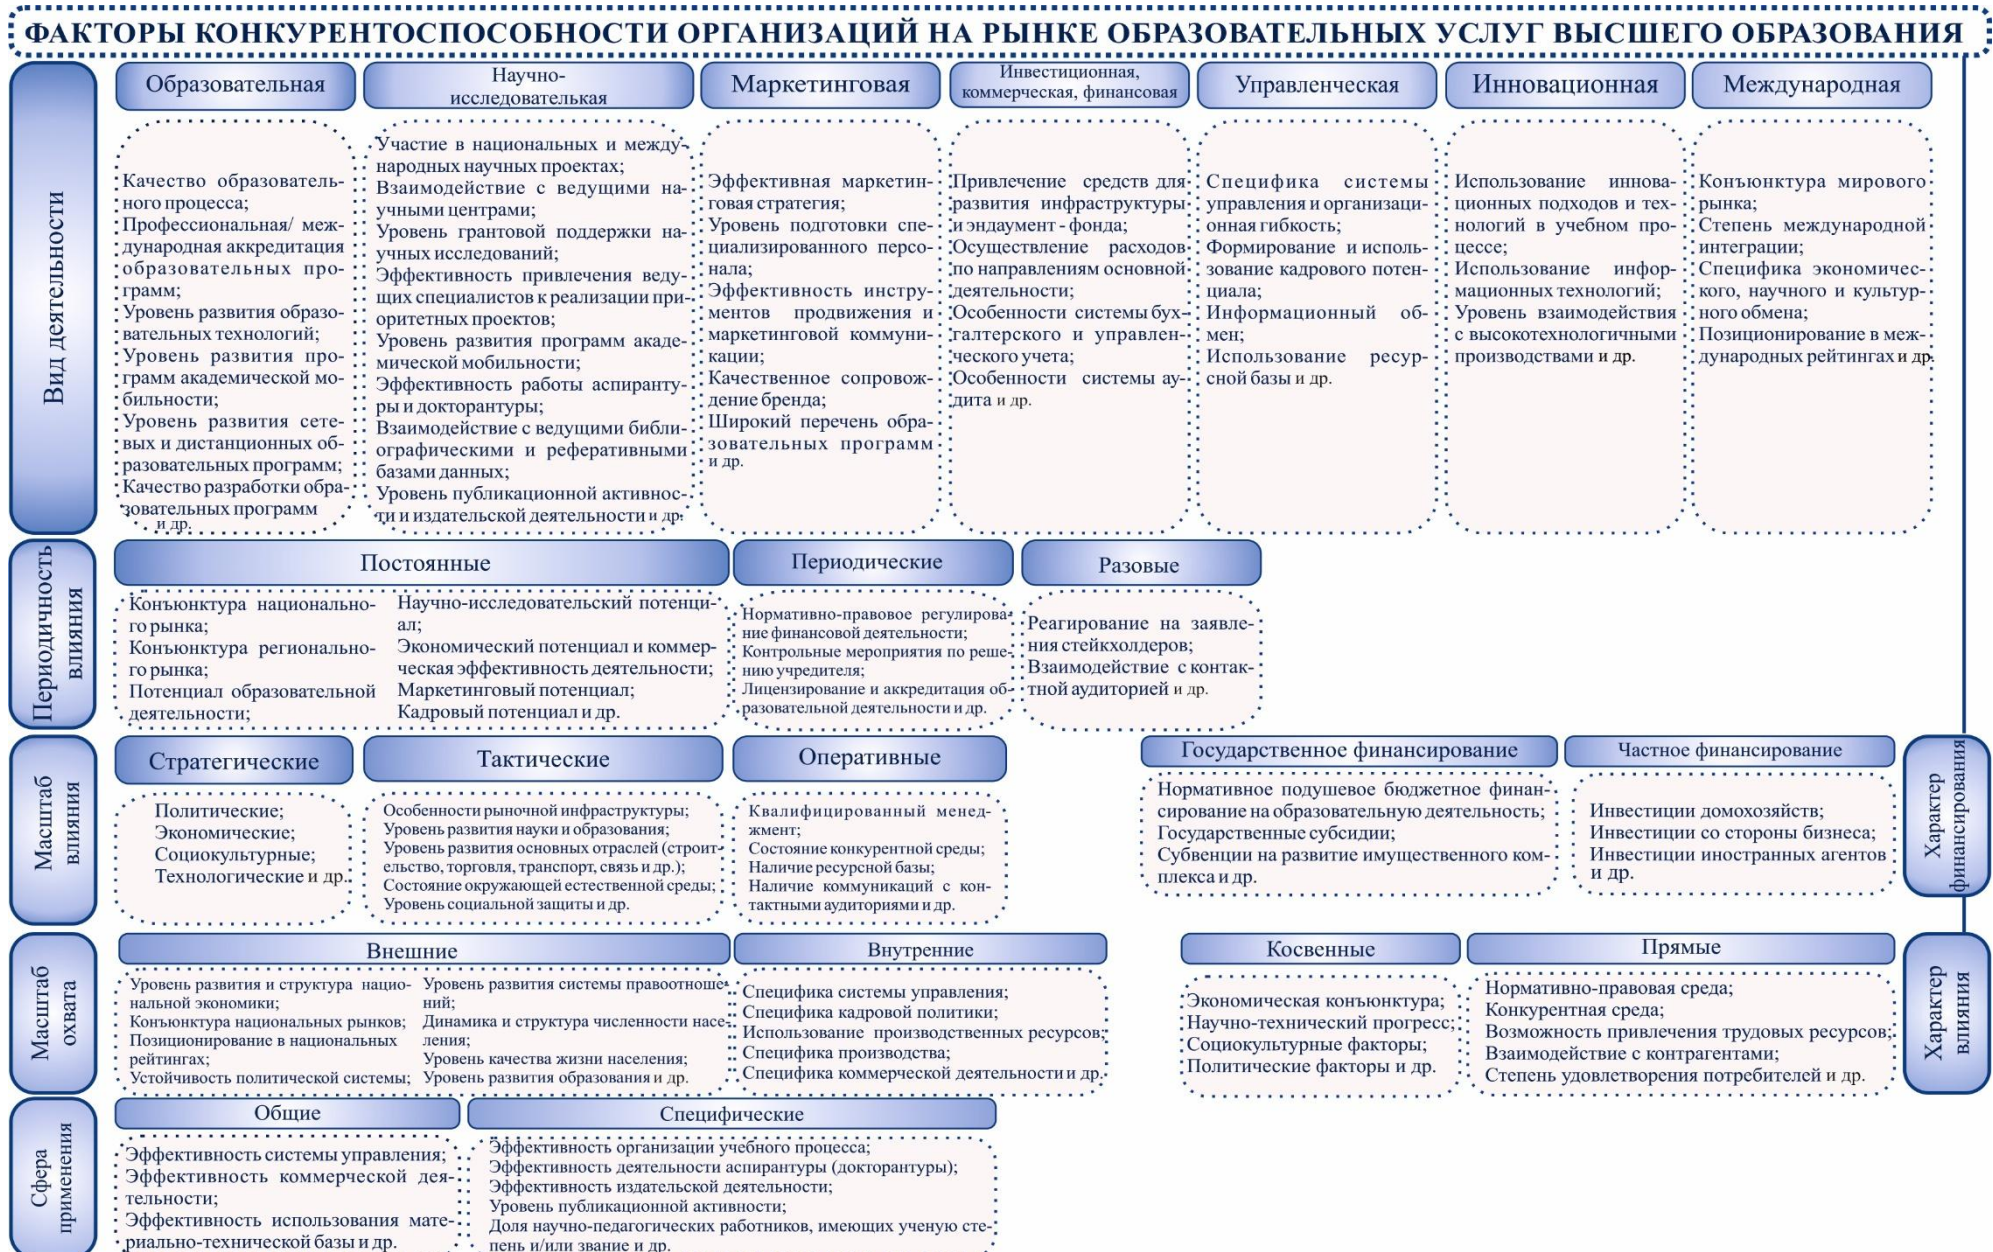 ФАКТОРЫ КОНКУРЕНТОСПОСОБНОСТИ ОРГАНИЗАЦИЙ НА РЫНКЕ ОБРАЗОВАТЕЛЬНЫХ УСЛУГ ВЫСШЕГО ОБРАЗОВАНИЯ
Вид деятельности
Образовательная
Качество образователь-
ного процесса;
Профессиональная/ меж-
дународная аккредитация
образовательных про-
грамм;
Уровень развития образо-
вательных технологий;
Уровень развития про-
грамм академической мо-
бильности;
Уровень развития сете-
вых и дистанционных об-
разовательных программ;
Качество разработки обра-
зовательных программ
и др.
Научно-
исследователькая
Участие в национальных и между-
народных научных проектах;
Взаимодействие с ведущими на-
учными центрами;
Уровень грантовой поддержки на-
учных исследований;
Эффективность привлечения веду-
щих специалистов к реализации при-
оритетных проектов;
Уровень развития программ акаде-
мической мобильности;
Эффективность работы аспиранту-
ры и докторантуры;
Взаимодействие с ведущими библи-
ографическими и реферативными
базами данных;
Уровень публикационной активнос-
ти и издательской деятельности и др.
Маркетинговая
Эффективная маркетин-
говая стратегия;
Уровень подготовки спе-
циализированного персо-
нала;
Эффективность инстру-
ментов продвижения и
маркетинговой коммуни-
кации;
Качественное сопровож-
дение бренда;
Широкий перечень обра-
зовательных программ
и др.
Инвестиционная,
коммерческая, финансовая
Привлечение средств для
развития инфраструктуры
и эндаумент - фонда;
Осуществление расходов
по направлениям основной
деятельности;
Особенности системы бух-
галтерского и управлен-
ческого учета;
Особенности системы ау-
дита и др.
Управленческая
Специфика системы
управления и организаци-
онная гибкость;
Формирование и исполь-
зование кадрового потен-
циала;
Информационный об-
мен;
Использование ресур-
сной базы и др.
Инновационная
Использование иннова-
ционных подходов и тех-
нологий в учебном про-
цессе;
Использование инфор-
мационных технологий;
Уровень взаимодействия
с высокотехнологичными
производствами и др.
Международная
Конъюнктура мирового
рынка;
Степень международной
интеграции;
Специфика экономичес-
кого, научного и культур-
ного обмена;
Позиционирование в меж-
дународных рейтингах и др.
Периодичность
влияния
Постоянные
Конъюнктура национально-
го рынка;
Конъюнктура регионально-
го рынка;
Потенциал образовательной
деятельности;
Научно-исследовательский потенци-
ал;
Экономический потенциал и коммер-
ческая эффективность деятельности;
Маркетинговый потенциал;
Кадровый потенциал и др.
Периодические
Нормативно-правовое регулирова-
ние финансовой деятельности;
Контрольные мероприятия по реше-
нию учредителя;
Лицензирование и аккредитация об-
разовательной деятельности и др.
Разовые
Реагирование на заявле-
ния стейкхолдеров;
Взаимодействие с контак-
тной аудиторией и др.
Масштаб
влияния
Стратегические
Политические;
Экономические;
Социокультурные;
Технологические и др.
Тактические
Особенности рыночной инфраструктуры;
Уровень развития науки и образования;
Уровень развития основных отраслей (строит-
ельство, торговля, транспорт, связь и др.);
Состояние окружающей естественной среды;
Уровень социальной защиты и др.
Оперативные
Квалифицированный менед-
жмент;
Состояние конкурентной среды;
Наличие ресурсной базы;
Наличие коммуникаций с кон-
тактными аудиториями и др.
Государственное финансирование
Нормативное подушевое бюджетное финан-
сирование на образовательную деятельность;
Государственные субсидии;
Субвенции на развитие имущественного ком-
плекса и др.
Частное финансирование
Инвестиции домохозяйств;
Инвестиции со стороны бизнеса;
Инвестиции иностранных агентов
и др.
Характер
финансирования
Масштаб
охвата
Внешние
Уровень развития и структура нацио-
нальной экономики;
Конъюнктура национальных рынков;
Позиционирование в национальных
рейтингах;
Устойчивость политической системы;
Уровень развития системы правоотноше-
ний;
Динамика и структура численности насе-
ления;
Уровень качества жизни населения;
Уровень развития образования и др.
Внутренние
Специфика системы управления;
Специфика кадровой политики;
Использование производственных ресурсов;
Специфика производства;
Специфика коммерческой деятельности и др.
Косвенные
Экономическая конъюнктура;
Научно-технический прогресс;
Социокультурные факторы;
Политические факторы и др.
Прямые
Нормативно-правовая среда;
Конкурентная среда;
Возможность привлечения трудовых ресурсов;
Взаимодействие с контрагентами;
Степень удовлетворения потребителей и др.
Характер
влияния
Сфера
применения
Общие
Эффективность системы управления;
Эффективность коммерческой дея-
тельности;
Эффективность использования мате-
риально-технической базы и др.
Специфические
Эффективность организации учебного процесса;
Эффективность деятельности аспирантуры (докторантуры);
Эффективность издательской деятельности;
Уровень публикационной активности;
Доля научно-педагогических работников, имеющих ученую сте-
пень и/или звание и др.